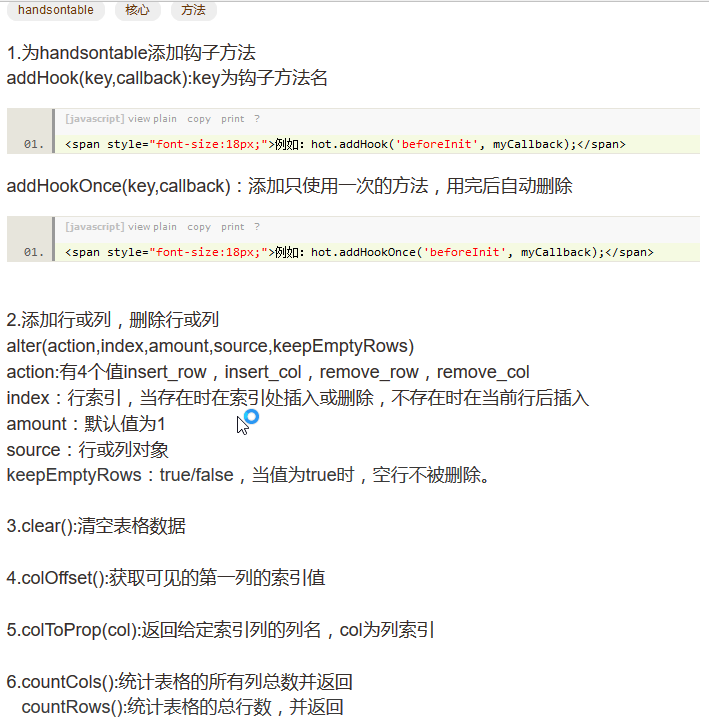 handsontable 核心 方法
1.为handsontable添加钩子方法
addHook(key,callback):key为钩子方法名
[javascript] view plain copy print ?
01. <span style="font-size:18px;">例如：hot.addHook('beforeInit', myCallback);</span>
addHookOnce(key,callback)：添加只使用一次的方法，用完后自动删除
[javascript] view plain copy print ?
01. <span style="font-size:18px;">例如：hot.addHookOnce('beforeInit', myCallback);</span>
2.添加行或列，删除行或列
alter(action,index,amount,source,keepEmptyRows)
action:有4个值insert_row，insert_col，remove_row，remove_col
index：行索引，当存在时在索引处插入或删除，不存在时在当前行后插入
amount：默认值为1
source：行或列对象
keepEmptyRows：true/false，当值为true时，空行不被删除。
3.clear():清空表格数据
4.colOffset():获取可见的第一列的索引值
5.colToProp(col):返回给定索引列的列名，col为列索引
6.countCols():统计表格的所有列总数并返回
countRows():统计表格的总行数，并返回